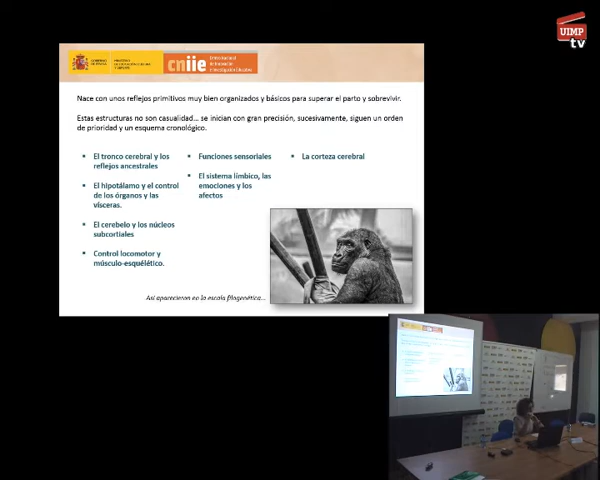 UIMP
tv
GOBIERNO
DE ESPAÑA
cniie
Nace con unos reflejos primitivos muy bien organizados y básicos para superar el parto y sobrevivir.
Estas estructuras no son casualidad... se inician con gran precisión, sucesivamente, siguen un orden
de prioridad y un esquema cronológico.
El tronco cerebral y los
reflejos ancestrales
El hipotálamo y el control
de los órganos y las
vísceras.
El cerebelo y los núcleos
subcortiales
Control locomotor y
músculo-esquelético.
Funciones sensoriales
El sistema límbico, las
emociones y los
afectos
La corteza cerebral
Así aparecieron en la escala filogenética...